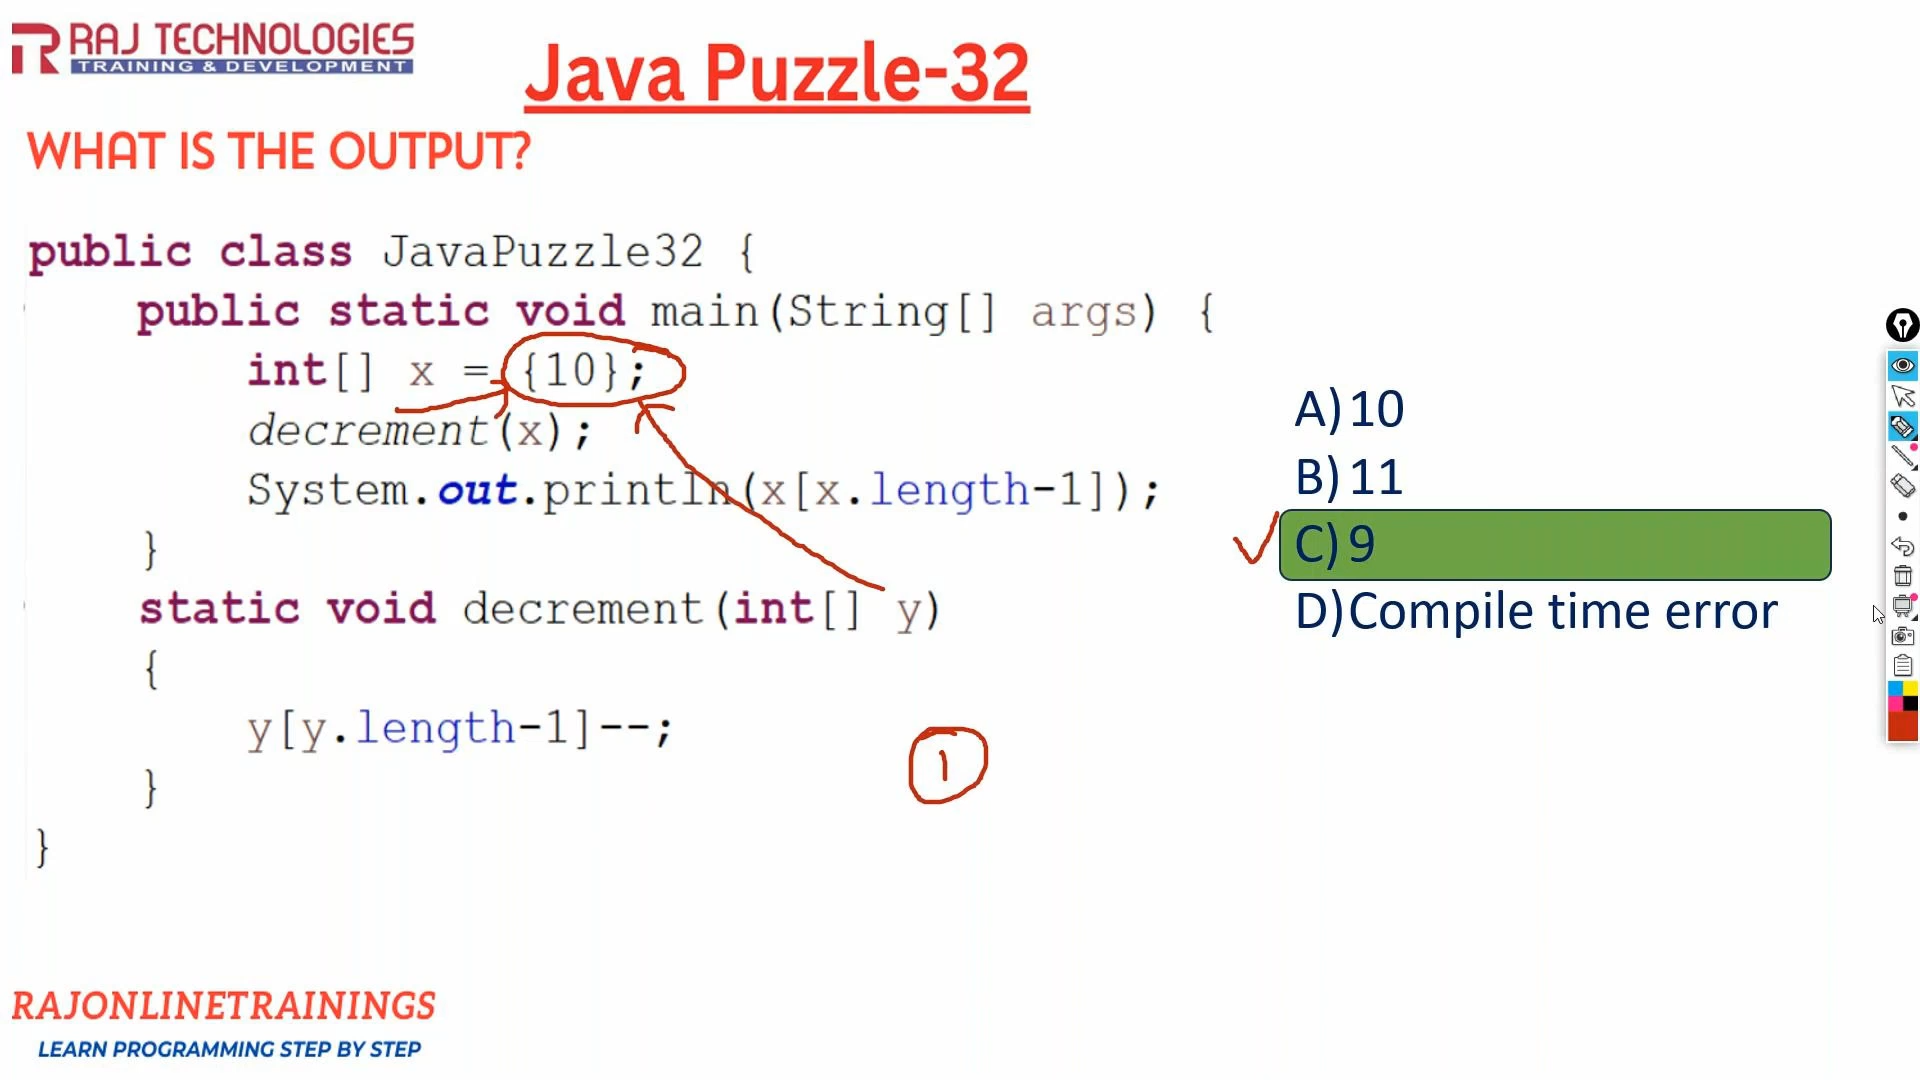 RAJ TECHNOLOGIES
TRAINING & DEVELOPMENT
Java Puzzle-32
WHAT IS THE OUTPUT?
public class JavaPuzzle32 {
public static void main(String[] args) {
int[] x = {10};
decrement(x);
System.out.println(x[x.length-1]);
}
static void decrement(int[] y)
{
y[y.length-1]--;
}
}
1
A) 10
B) 11
C) 9
D) Compile time error
RAJONLINETRAININGS
LEARN PROGRAMMING STEP BY STEP